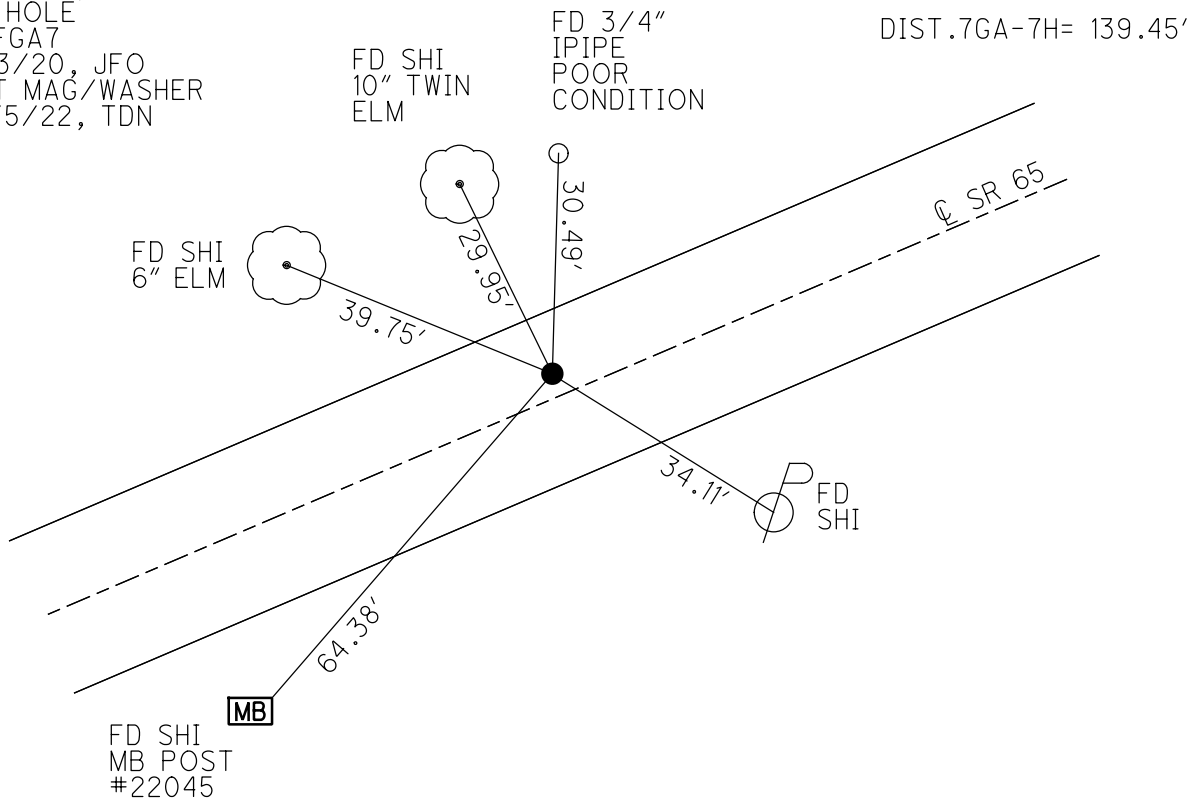 HOLE
FGA7
3/20, JFO
T MAG/WASHER
/5/22, TDN
FD SHI
10" TWIN
ELM
FD 3/4"
IPIPE
POOR
CONDITION
DIST.7GA-7H= 139.45'
℄ SR 65
FD SHI
6" ELM
39.75'
29.95'
30.49'
34.11'
FD
SHI
64.38'
MB
FD SHI
MB POST
#22045